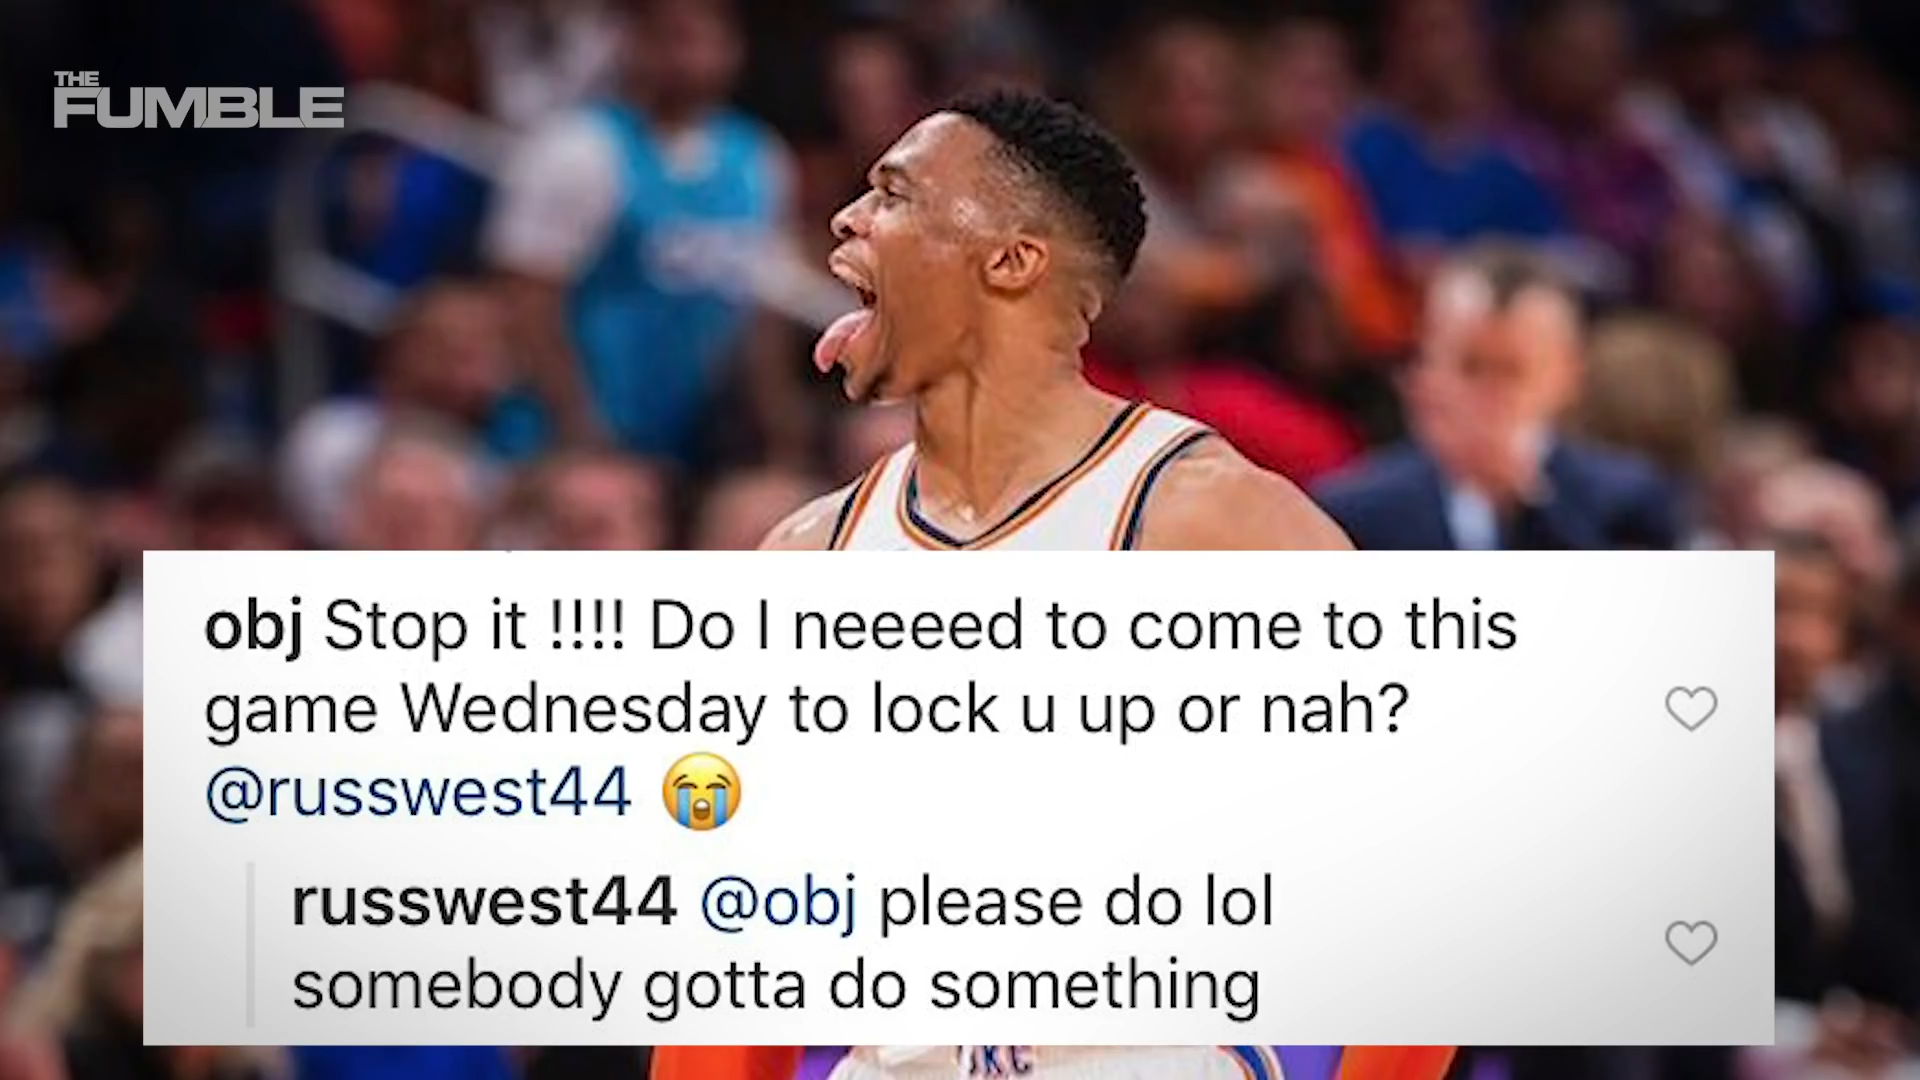 THE
FUMBLE
obj Stop it !!!! Do I neeeed to come to this
game Wednesday to lock u up or nah?
@russwest44 😭
russwest44 @obj please do lol
somebody gotta do something